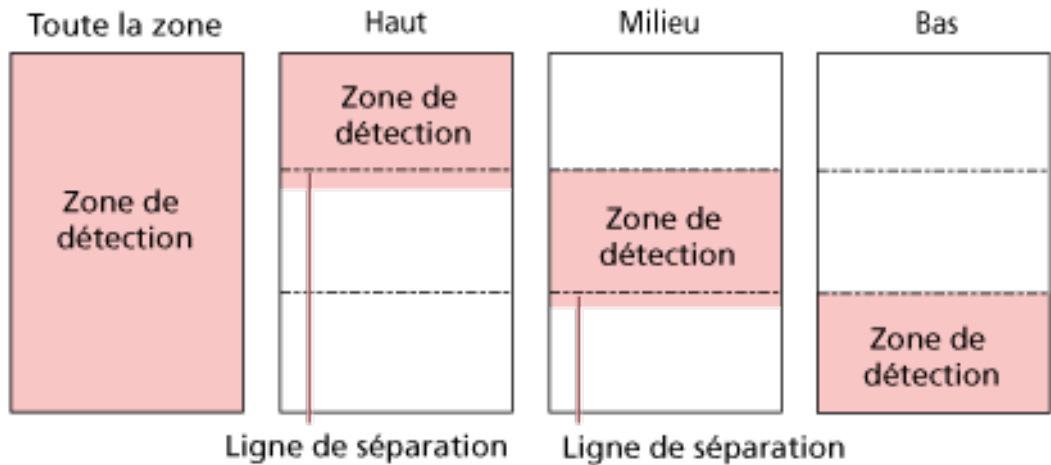 Toute la zone
Haut
Milieu
Bas
Zone de
détection
Zone de
détection
Zone de
détection
Zone de
détection
Ligne de séparation
Ligne de séparation